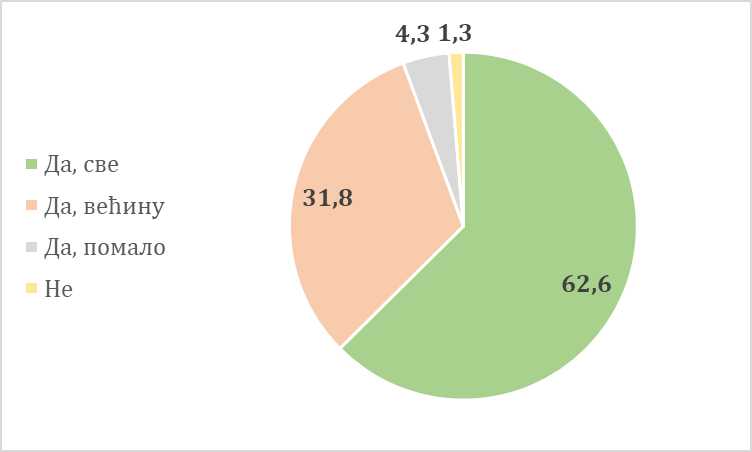 4,3 1,3
Да, све
Да, већину
Да, помало
Не
31,8
62,6